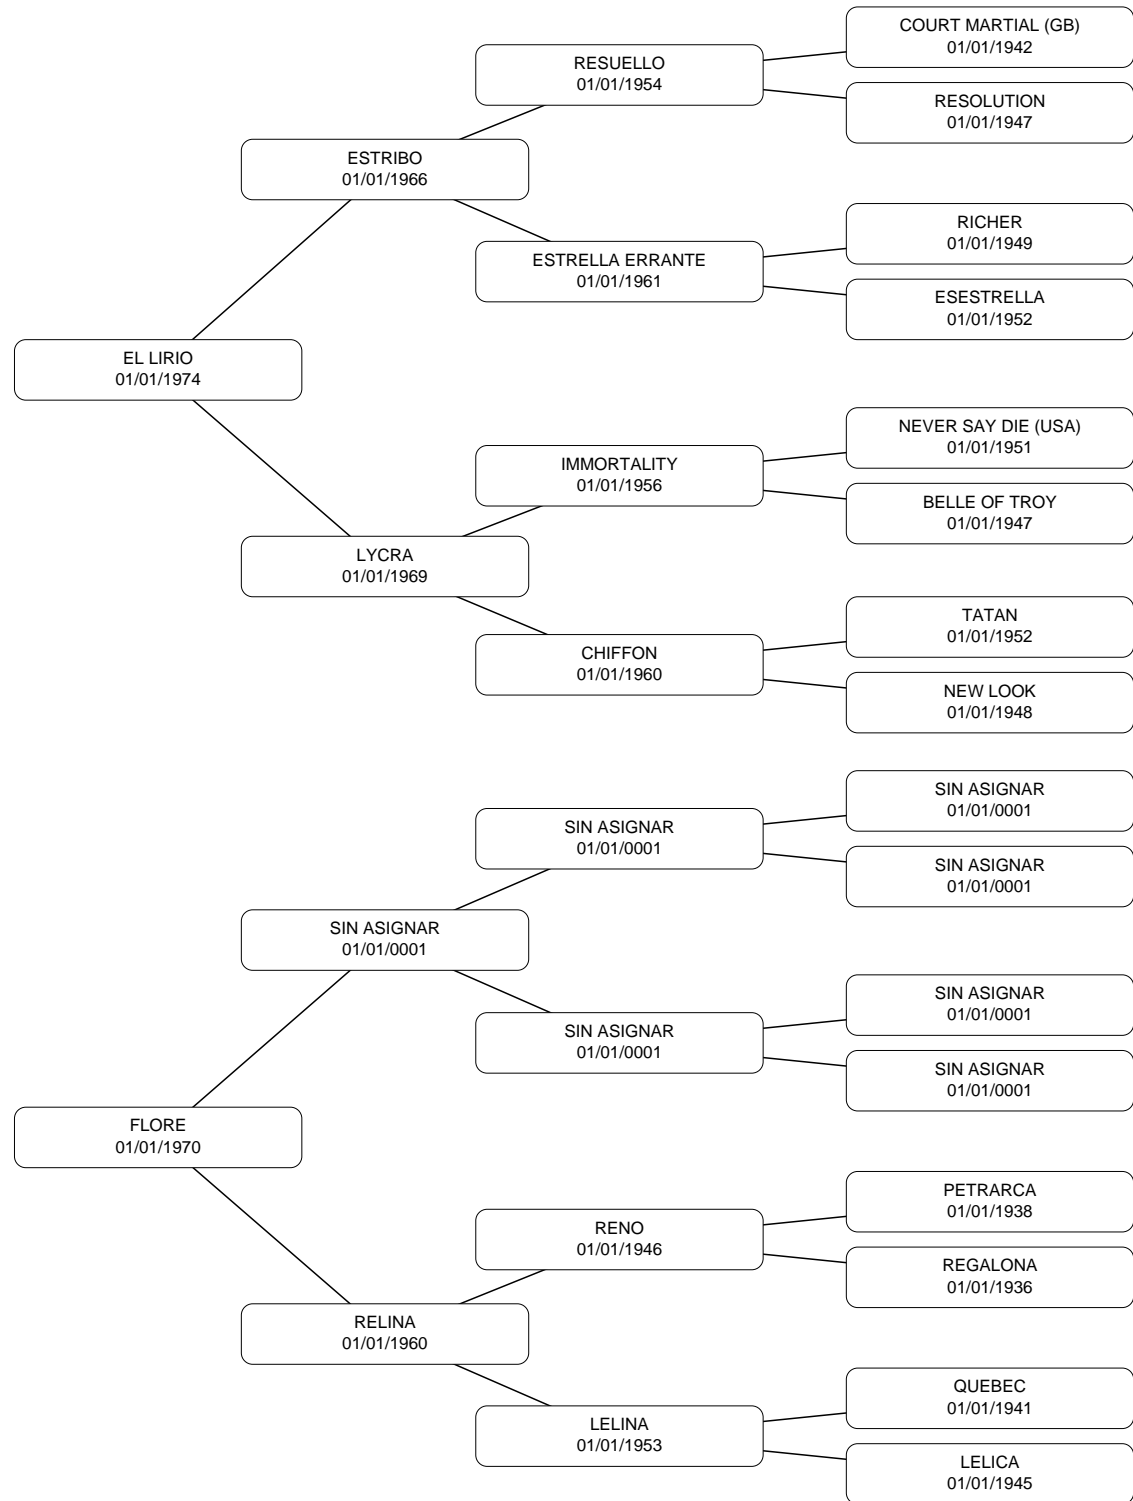 COURT MARTIAL (GB)
01/01/1942
RESUELLO
01/01/1954
RESOLUTION
01/01/1947
ESTRIBO
01/01/1966
RICHER
01/01/1949
ESTRELLA ERRANTE
01/01/1961
ESESTRELLA
01/01/1952
EL LIRIO
01/01/1974
NEVER SAY DIE (USA)
01/01/1951
IMMORTALITY
01/01/1956
BELLE OF TROY
01/01/1947
LYCRA
01/01/1969
TATAN
01/01/1952
CHIFFON
01/01/1960
NEW LOOK
01/01/1948
SIN ASIGNAR
01/01/0001
SIN ASIGNAR
01/01/0001
SIN ASIGNAR
01/01/0001
SIN ASIGNAR
01/01/0001
SIN ASIGNAR
01/01/0001
SIN ASIGNAR
01/01/0001
SIN ASIGNAR
01/01/0001
FLORE
01/01/1970
PETRARCA
01/01/1938
RENO
01/01/1946
REGALONA
01/01/1936
RELINA
01/01/1960
QUEBEC
01/01/1941
LELINA
01/01/1953
LELICA
01/01/1945